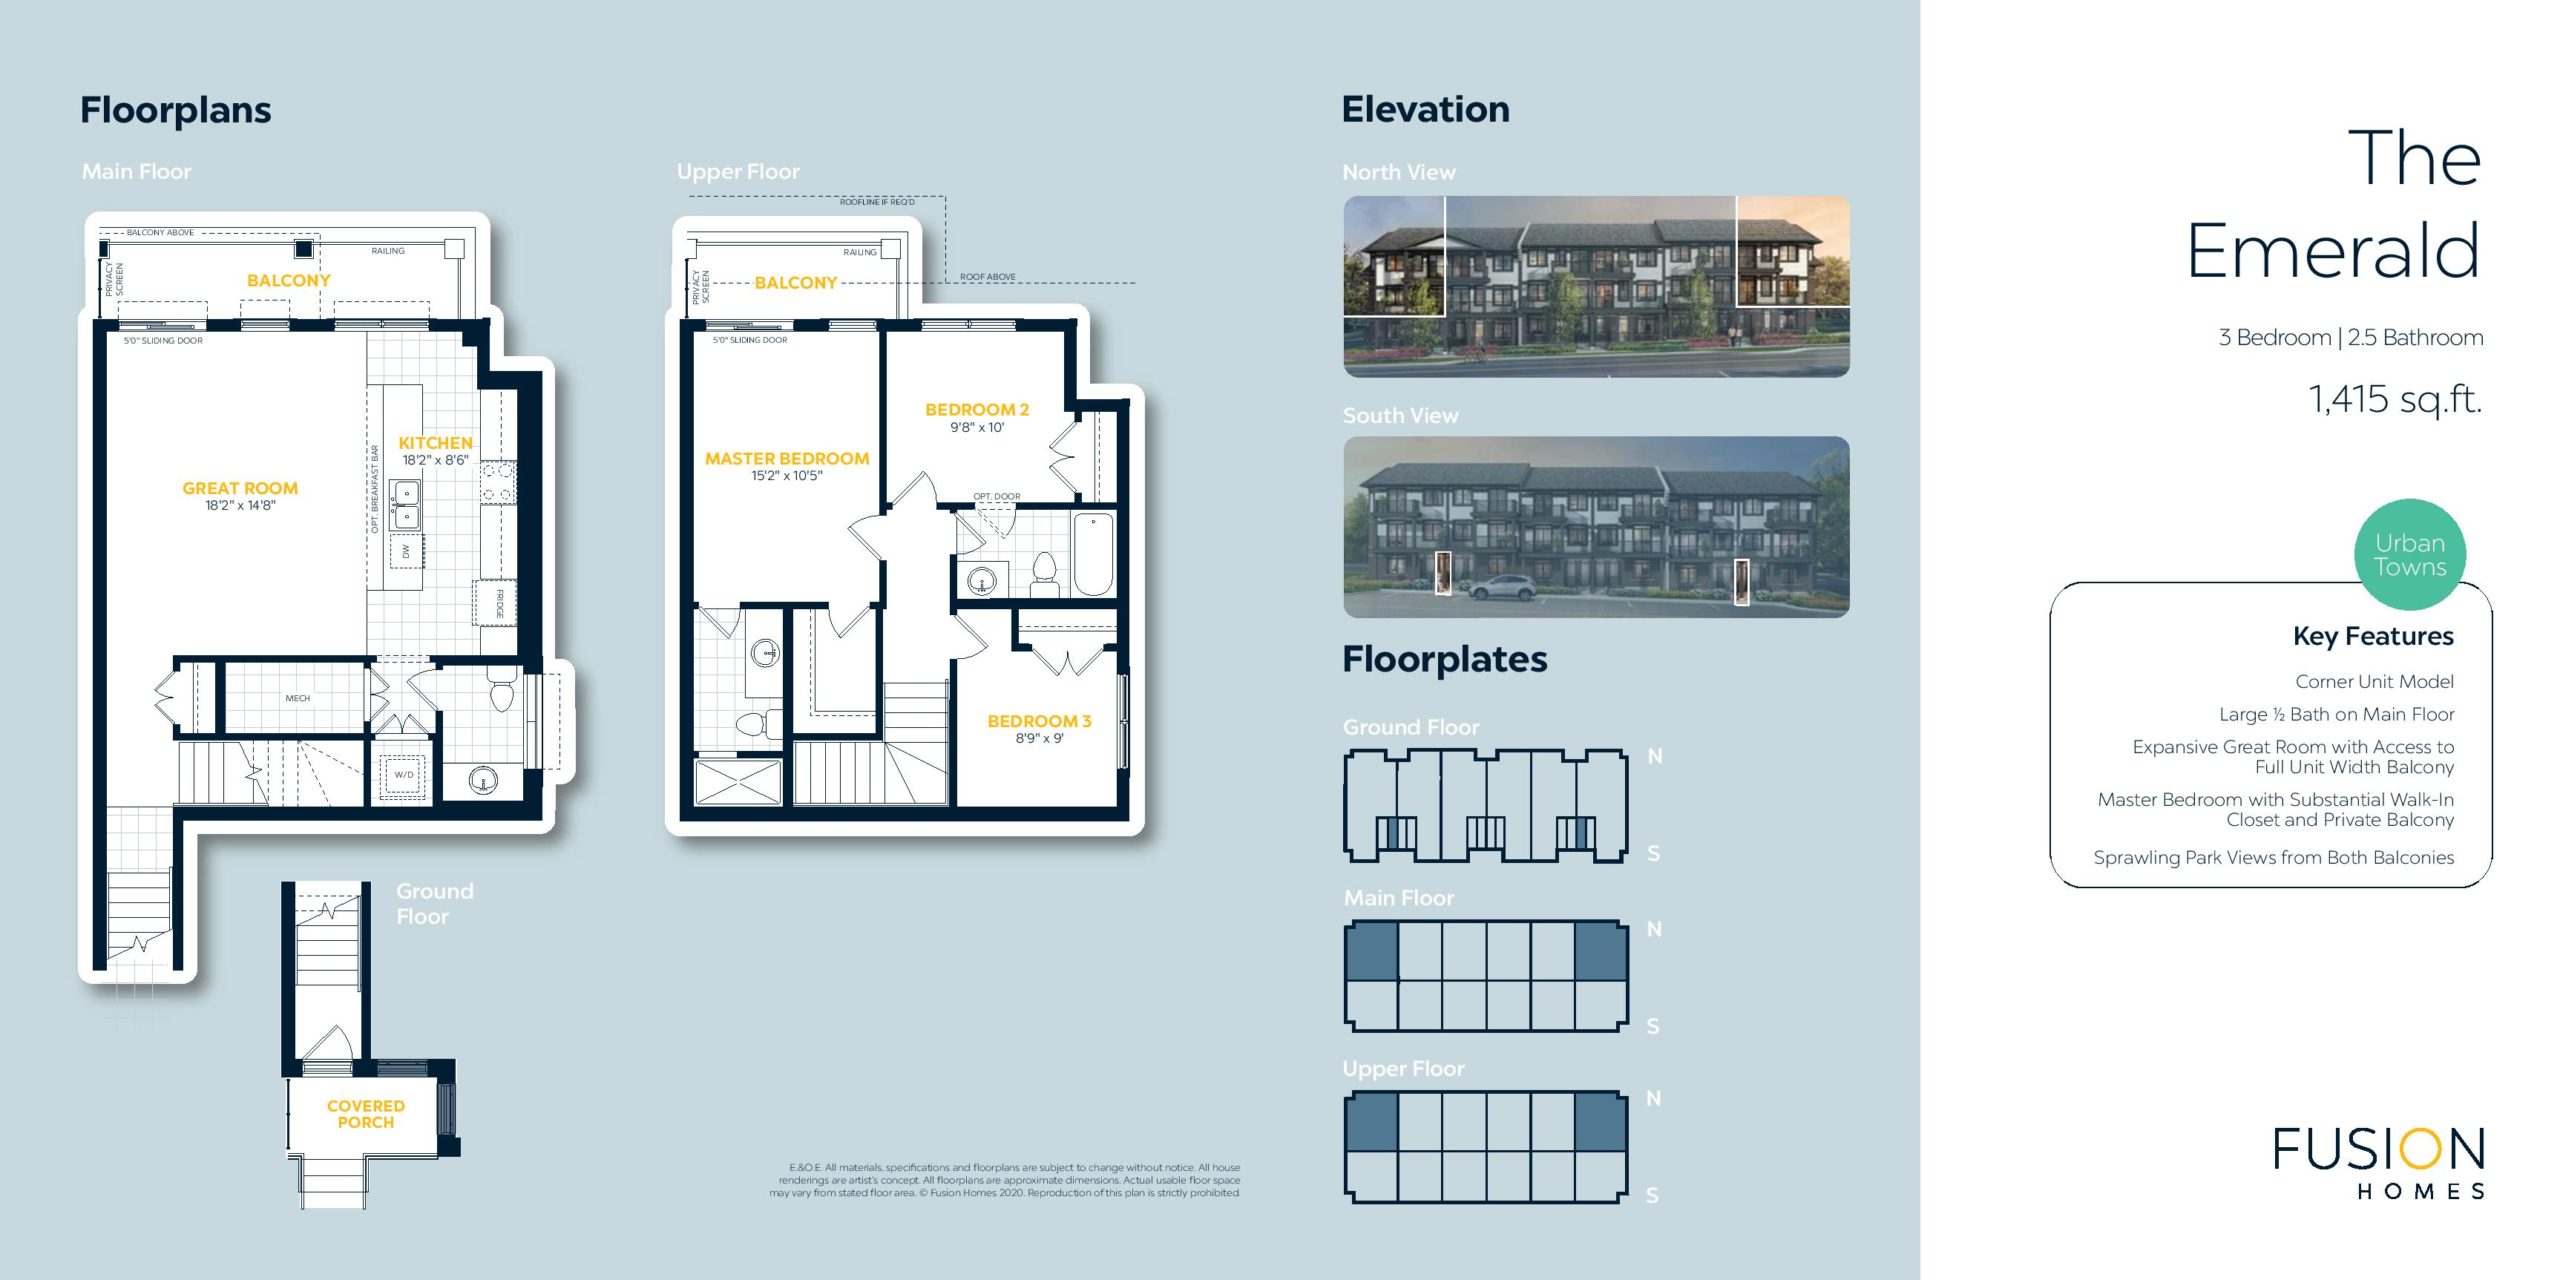 Floorplans
Main Floor
BALCONY ABOVE
RAILING
PRIVACY
SCREEN
BALCONY
5'0" SLIDING DOOR
KITCHEN
18'2" x 8'6"
OPT. BREAKFAST BAR
GREAT ROOM
18'2" x 14'8"
DW
FRIDGE
MECH
W/D
Ground
Floor
COVERED
PORCH
Upper Floor
ROOFLINE IF REQ'D
RAILING
PRIVACY
SCREEN
BALCONY
ROOF ABOVE
5'0" SLIDING DOOR
BEDROOM 2
9'8" x 10'
MASTER BEDROOM
15'2" x 10'5"
OPT. DOOR
BEDROOM 3
8'9" x 9'
E.&O.E. All materials, specifications and floorplans are subject to change without notice. All house
renderings are artist's concept. All floorplans are approximate dimensions. Actual usable floor space
may vary from stated floor area. © Fusion Homes 2020. Reproduction of this plan is strictly prohibited.
Elevation
North View
South View
Floorplates
Ground Floor
N
S
Main Floor
N
S
Upper Floor
N
S
The
Emerald
3 Bedroom | 2.5 Bathroom
1,415 sq.ft.
Urban
Towns
Key Features
Corner Unit Model
Large ½ Bath on Main Floor
Expansive Great Room with Access to
Full Unit Width Balcony
Master Bedroom with Substantial Walk-In
Closet and Private Balcony
Sprawling Park Views from Both Balconies
FUSION
HOMES